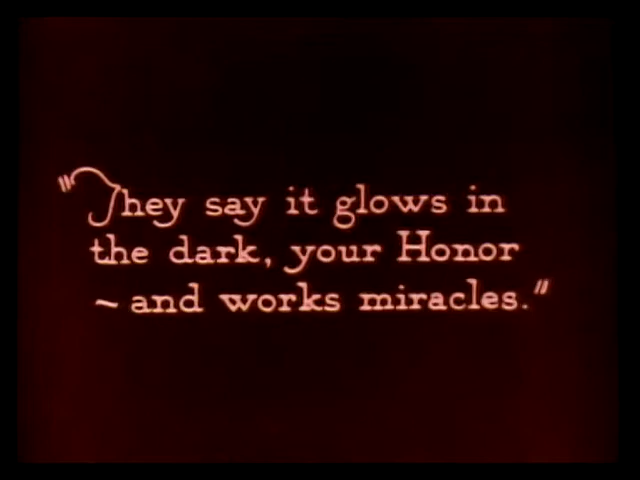 "They say it glows in
the dark, your Honor
~ and works miracles."